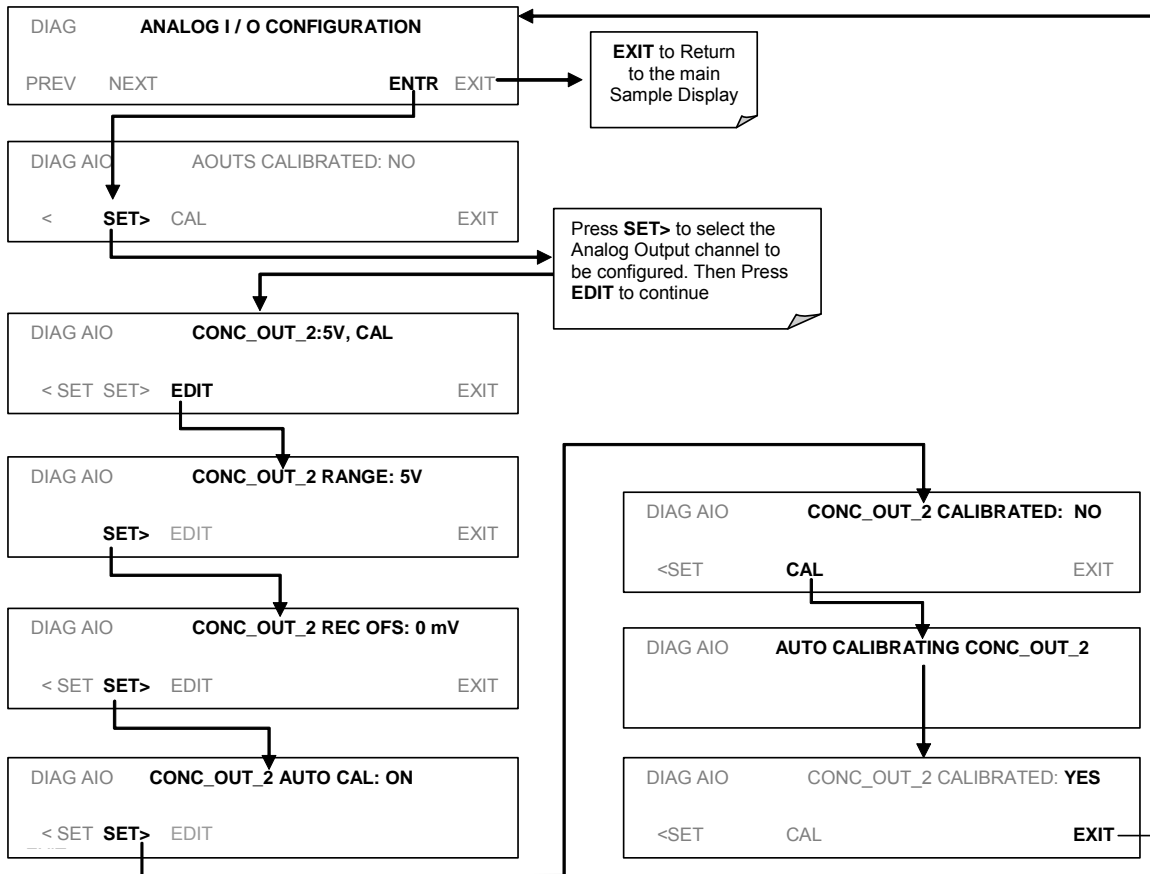 DIAG ANALOG I / O CONFIGURATION
PREV NEXT ENTR EXIT
EXIT to Return
to the main
Sample Display
DIAG AIO AOUTS CALIBRATED: NO
< SET> CAL EXIT
Press SET> to select the
Analog Output channel to
be configured. Then Press
EDIT to continue
DIAG AIO CONC_OUT_2:5V, CAL
< SET SET> EDIT EXIT
DIAG AIO CONC_OUT_2 RANGE: 5V
SET> EDIT EXIT
DIAG AIO CONC_OUT_2 REC OFS: 0 mV
< SET SET> EDIT EXIT
DIAG AIO CONC_OUT_2 AUTO CAL: ON
< SET SET> EDIT
DIAG AIO CONC_OUT_2 CALIBRATED: NO
<SET CAL EXIT
DIAG AIO AUTO CALIBRATING CONC_OUT_2
DIAG AIO CONC_OUT_2 CALIBRATED: YES
<SET CAL EXIT